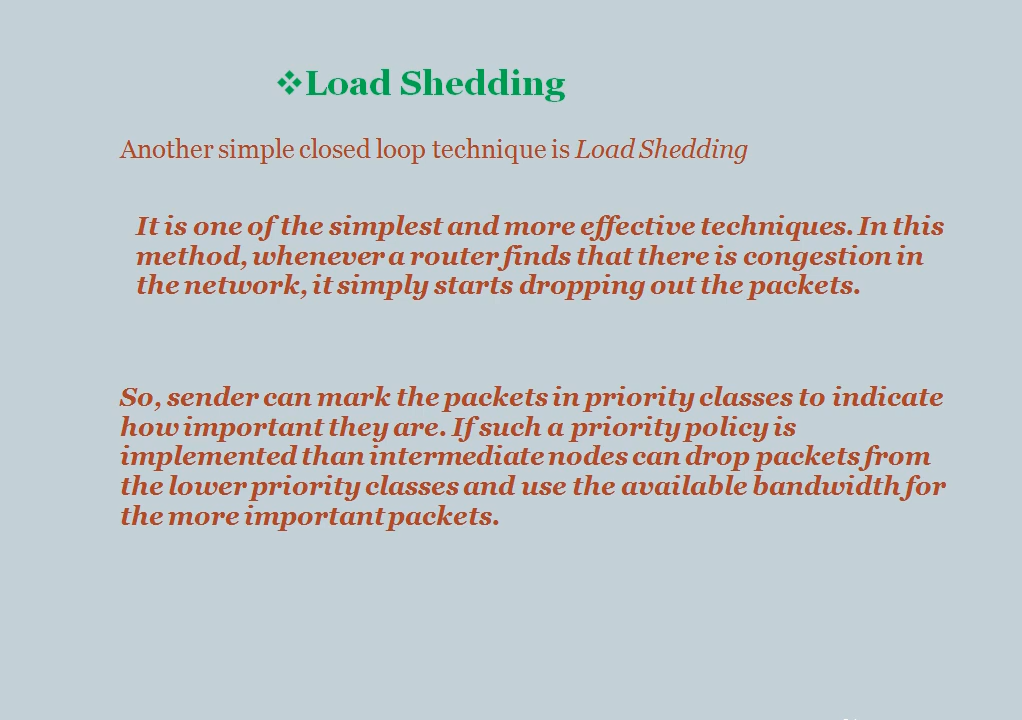 ❖Load Shedding
Another simple closed loop technique is Load Shedding
It is one of the simplest and more effective techniques. In this
method, whenever a router finds that there is congestion in
the network, it simply starts dropping out the packets.
So, sender can mark the packets in priority classes to indicate
how important they are. If such a priority policy is
implemented than intermediate nodes can drop packets from
the lower priority classes and use the available bandwidth for
the more important packets.